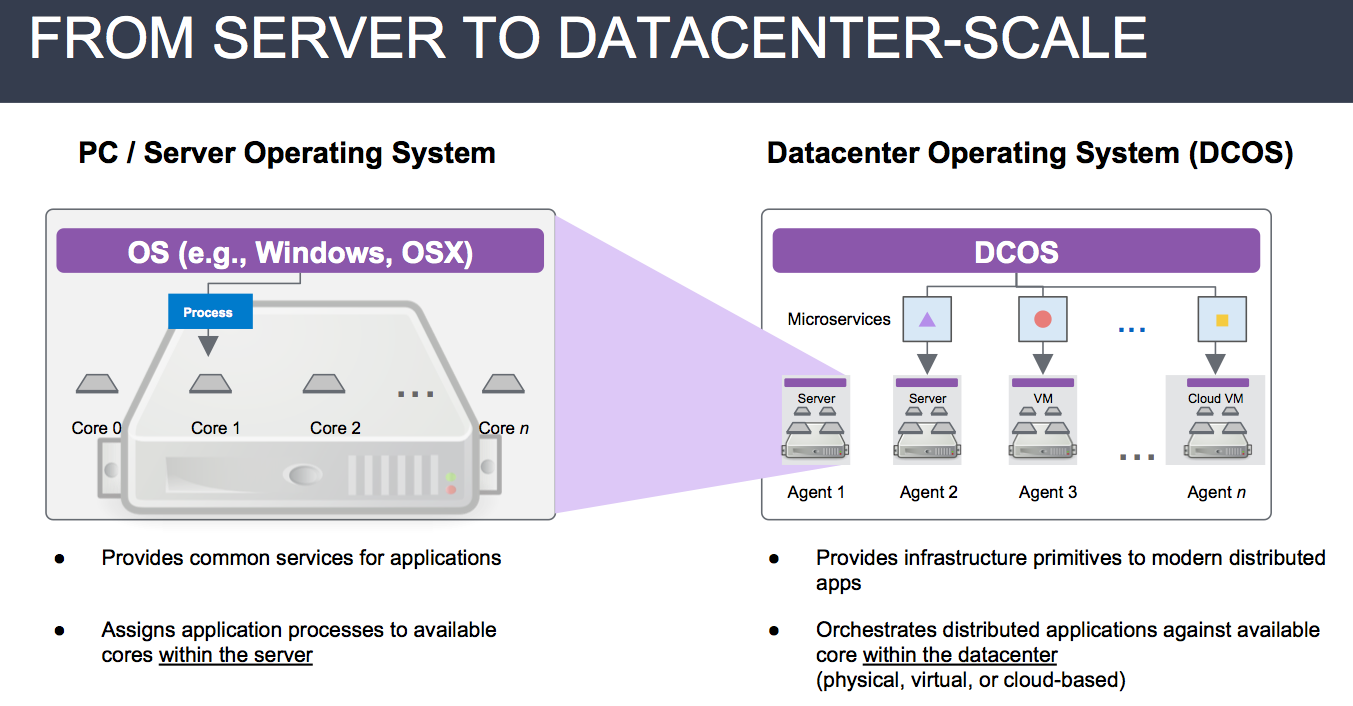 FROM SERVER TO DATACENTER-SCALE
PC / Server Operating System
OS (e.g., Windows, OSX)
Process
...
Core 0
Core 1
Core 2
Core n
● Provides common services for applications
● Assigns application processes to available
cores within the server
Datacenter Operating System (DCOS)
DCOS
Microservices
...
Server
Server
VM
Cloud VM
...
Agent 1
Agent 2
Agent 3
Agent n
● Provides infrastructure primitives to modern distributed
apps
● Orchestrates distributed applications against available
core within the datacenter
(physical, virtual, or cloud-based)